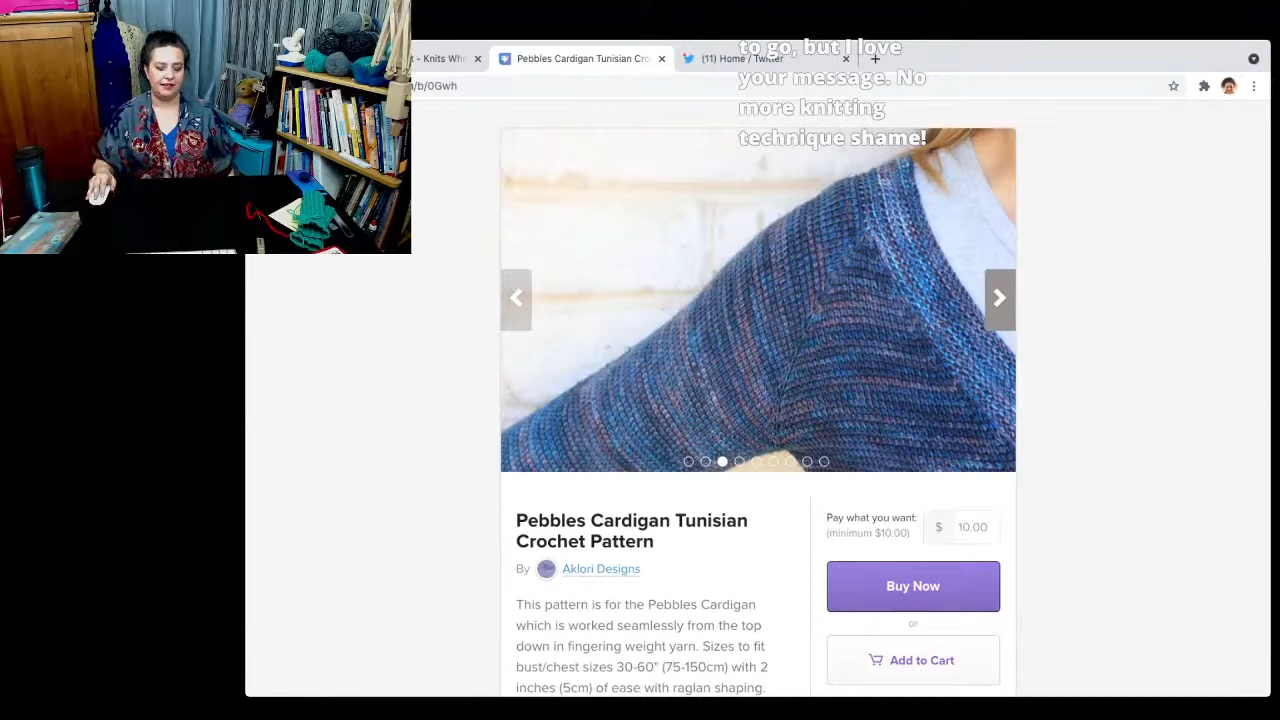 to go, but I love
your message. No
more knitting
technique shame!
t - Knits Whe
Pebbles Cardigan Tunisian Cro
(11) Home / Twitter
/b/0Gwh
Pebbles Cardigan Tunisian
Crochet Pattern
By Aklori Designs
This pattern is for the Pebbles Cardigan
which is worked seamlessly from the top
down in fingering weight yarn. Sizes to fit
bust/chest sizes 30-60" (75-150cm) with 2
inches (5cm) of ease with raglan shaping.
Pay what you want:
(minimum $10.00)
$ 10.00
Buy Now
or
Add to Cart